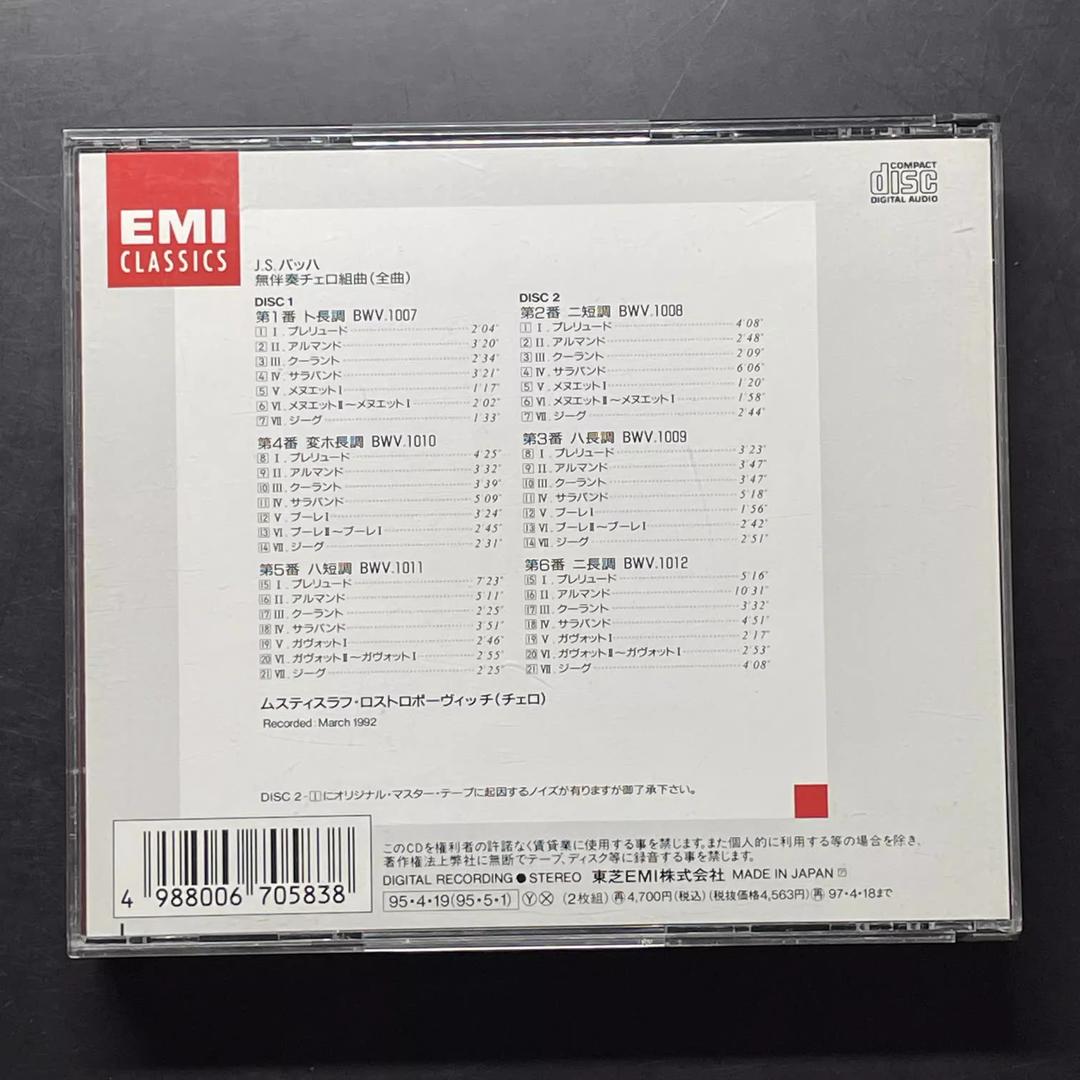 EMI
CLASSICS
COMPACT
disc
DIGITAL AUDIO
J.S.バッハ
無伴奏チェロ組曲(全曲)
DISC 1
第1番 ト長調 BWV.1007
1 I.プレリュード 2'04"
2 II.アルマンド 3'20"
3 III.クーラント 2'34"
4 IV.サラバンド 3'21"
5 V.メヌエットI 1'17"
6 VI.メヌエットII〜メヌエットI 2'02"
7 VII.ジーグ 1'33"
第4番 変ホ長調 BWV.1010
8 I.プレリュード 4'25"
9 II.アルマンド 3'32"
10 III.クーラント 3'39"
11 IV.サラバンド 5'09"
12 V.ブーレI 3'24"
13 VI.ブーレII〜ブーレI 2'45"
14 VII.ジーグ 2'31"
第5番 ハ短調 BWV.1011
15 I.プレリュード 7'23"
16 II.アルマンド 5'11"
17 III.クーラント 2'25"
18 IV.サラバンド 3'51"
19 V.ガヴォットI 2'46"
20 VI.ガヴォットII〜ガヴォットI 2'55"
21 VII.ジーグ 2'25"
DISC 2
第2番 ニ短調 BWV.1008
1 I.プレリュード 4'08"
2 II.アルマンド 2'48"
3 III.クーラント 2'09"
4 IV.サラバンド 6'06"
5 V.メヌエットI 1'20"
6 VI.メヌエットII〜メヌエットI 1'58"
7 VII.ジーグ 2'44"
第3番 ハ長調 BWV.1009
8 I.プレリュード 3'23"
9 II.アルマンド 3'47"
10 III.クーラント 3'47"
11 IV.サラバンド 5'18"
12 V.ブーレI 1'56"
13 VI.ブーレII〜ブーレI 2'42"
14 VII.ジーグ 2'51"
第6番 ニ長調 BWV.1012
15 I.プレリュード 5'16"
16 II.アルマンド 10'31"
17 III.クーラント 3'32"
18 IV.サラバンド 4'51"
19 V.ガヴォットI 2'17"
20 VI.ガヴォットII〜ガヴォットI 2'53"
21 VII.ジーグ 4'08"
ムスティスラフ・ロストロポーヴィッチ(チェロ)
Recorded: March 1992
DISC 2-1にオリジナル・マスター・テープに起因するノイズが有りますが御了承下さい。
4 988006 705838
このCDを権利者の許諾なく賃貸業に使用する事を禁じます。また個人的に利用する等の場合を除き、
著作権法上弊社に無断でテープ、ディスク等に録音する事を禁じます。
DIGITAL RECORDING ● STEREO 東芝EMI株式会社 MADE IN JAPAN
95・4・19(95・5・1) Ⓨ Ⓧ (2枚組) 再 4,700円(税込)(税抜価格4,563円) 再 97・4・18まで